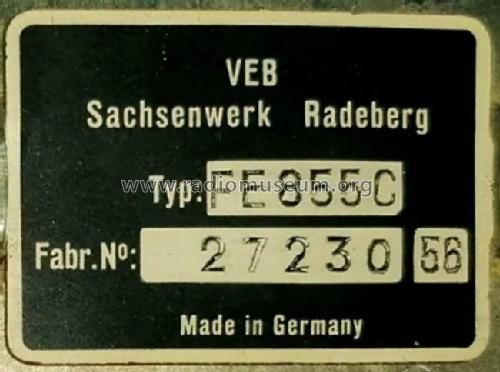 VEB
Sachsenwerk Radeberg
Typ: FE855C
www.radiomuseum.org
Fabr.Nº: 27230 56
Made in Germany